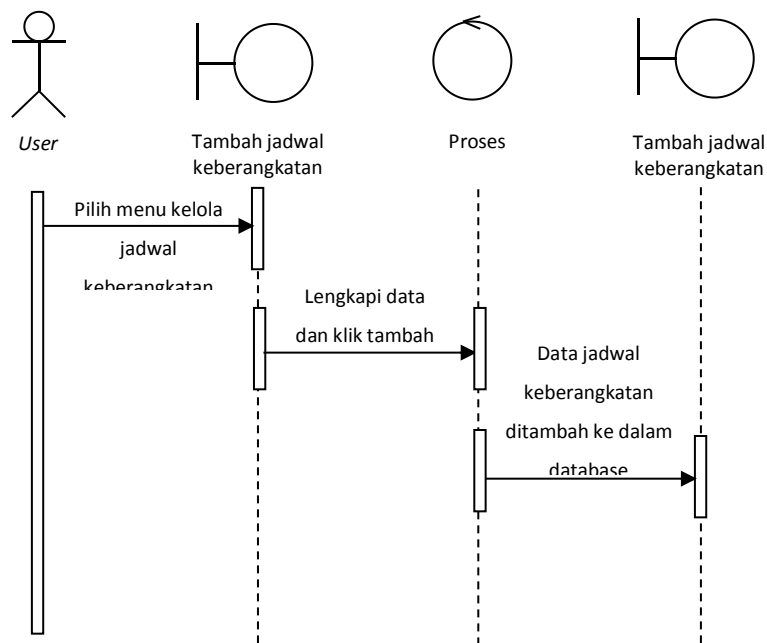 User
Tambah jadwal
keberangkatan
Proses
Tambah jadwal
keberangkatan
Pilih menu kelola
jadwal
keberangkatan
Lengkapi data
dan klik tambah
Data jadwal
keberangkatan
ditambah ke dalam
database